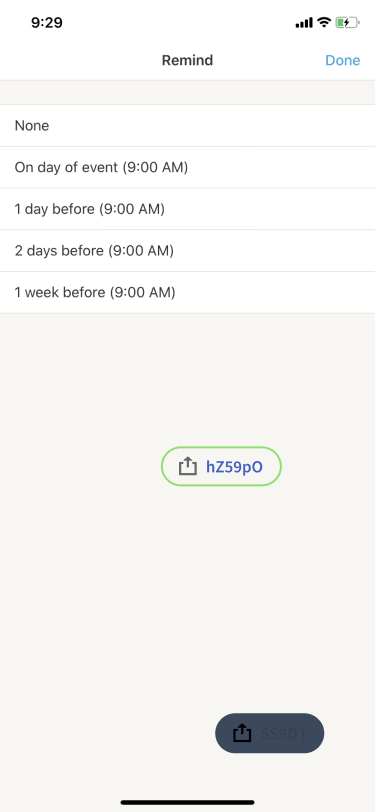 9:29
Remind
Done
None
On day of event (9:00 AM)
1 day before (9:00 AM)
2 days before (9:00 AM)
1 week before (9:00 AM)
hZ59pO